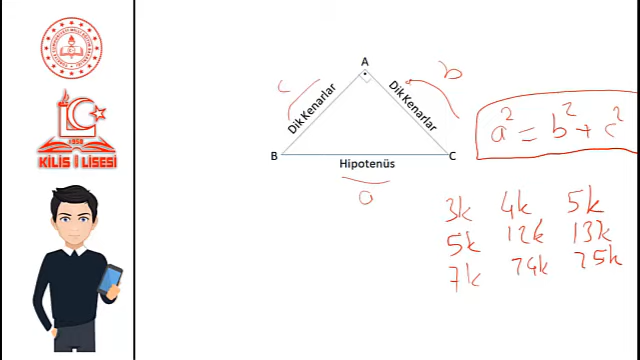 A
c
b
Dik Kenarlar
Dik Kenarlar
B
C
Hipotenüs
a
a² = b² + c²
3k 4k 5k
5k 12k 13k
7k 24k 25k
1958
KİLİS İİ LİSESİ